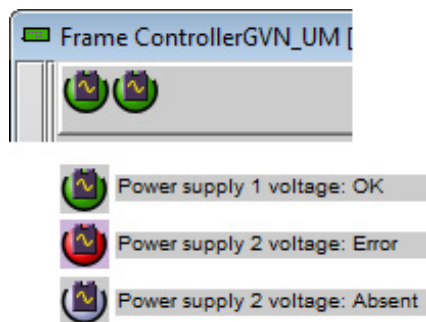 Frame ControllerGVN_UM [
Power supply 1 voltage: OK
Power supply 2 voltage: Error
Power supply 2 voltage: Absent